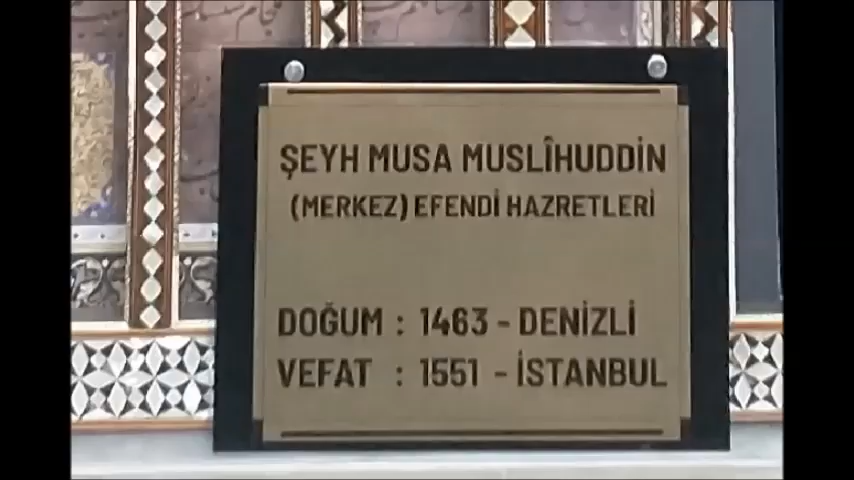 ŞEYH MUSA MUSLÎHUDDİN
(MERKEZ) EFENDİ HAZRETLERİ
DOĞUM : 1463 - DENİZLİ
VEFAT : 1551 - İSTANBUL